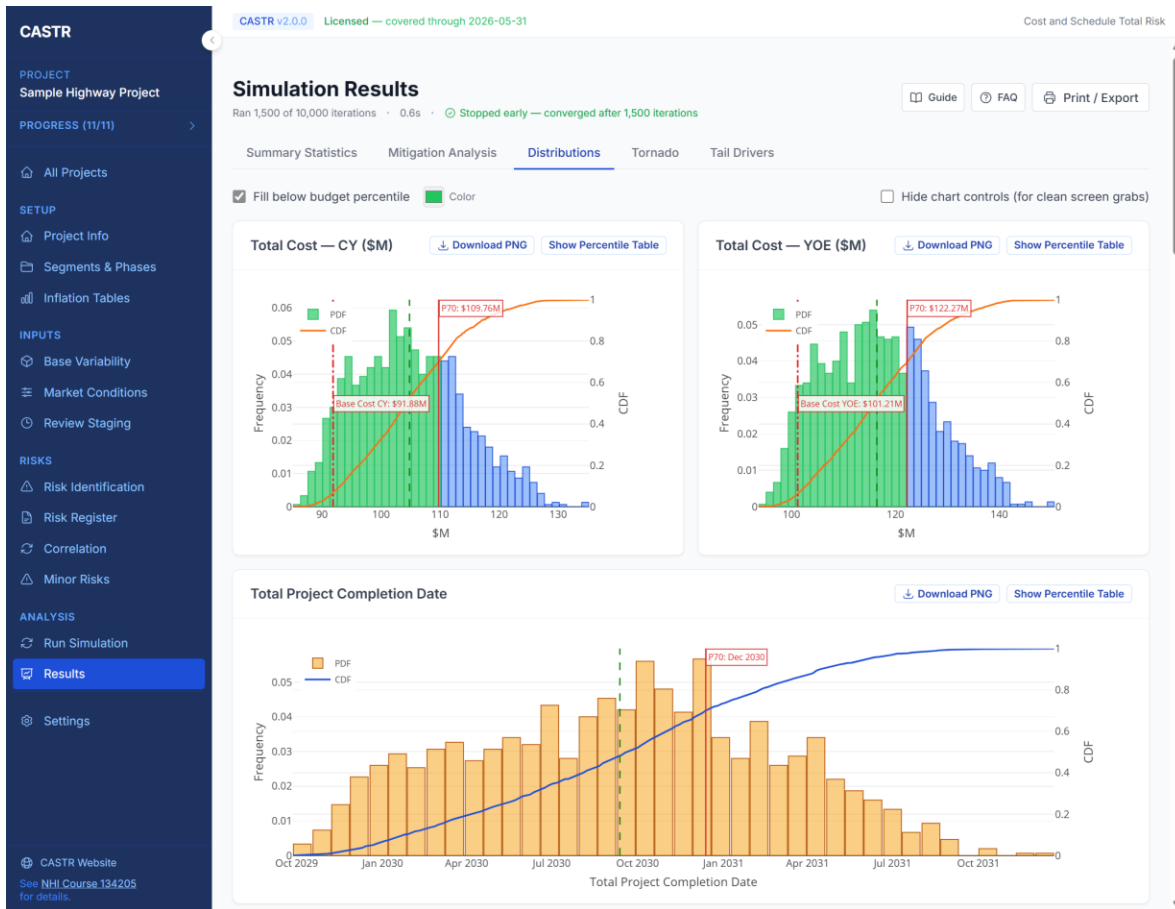 CASTR
CASTR v2.0.0 Licensed — covered through 2026-05-31
Cost and Schedule Total Risk
PROJECT
Sample Highway Project
PROGRESS (11/11)
All Projects
SETUP
Project Info
Segments & Phases
Inflation Tables
INPUTS
Base Variability
Market Conditions
Review Staging
RISKS
Risk Identification
Risk Register
Correlation
Minor Risks
ANALYSIS
Run Simulation
Results
Settings
CASTR Website
See NHI Course 134205
for details.
Simulation Results
Guide
FAQ
Print / Export
Ran 1,500 of 10,000 iterations · 0.6s · Stopped early — converged after 1,500 iterations
Summary Statistics Mitigation Analysis Distributions Tornado Tail Drivers
Fill below budget percentile Color
Hide chart controls (for clean screen grabs)
Total Cost — CY ($M)
Download PNG Show Percentile Table
PDF
CDF
P70: $109.76M
Base Cost CY: $91.88M
0.06
0.05
0.04
0.03
0.02
0.01
0
Frequency
1
0.8
0.6
0.4
0.2
0
CDF
90 100 110 120 130
$M
Total Cost — YOE ($M)
Download PNG Show Percentile Table
PDF
CDF
P70: $122.27M
Base Cost YOE: $101.21M
0.05
0.04
0.03
0.02
0.01
0
Frequency
1
0.8
0.6
0.4
0.2
0
CDF
100 120 140
$M
Total Project Completion Date
Download PNG Show Percentile Table
PDF
CDF
P70: Dec 2030
0.05
0.04
0.03
0.02
0.01
0
Frequency
1
0.8
0.6
0.4
0.2
0
CDF
Oct 2029 Jan 2030 Apr 2030 Jul 2030 Oct 2030 Jan 2031 Apr 2031 Jul 2031 Oct 2031
Total Project Completion Date